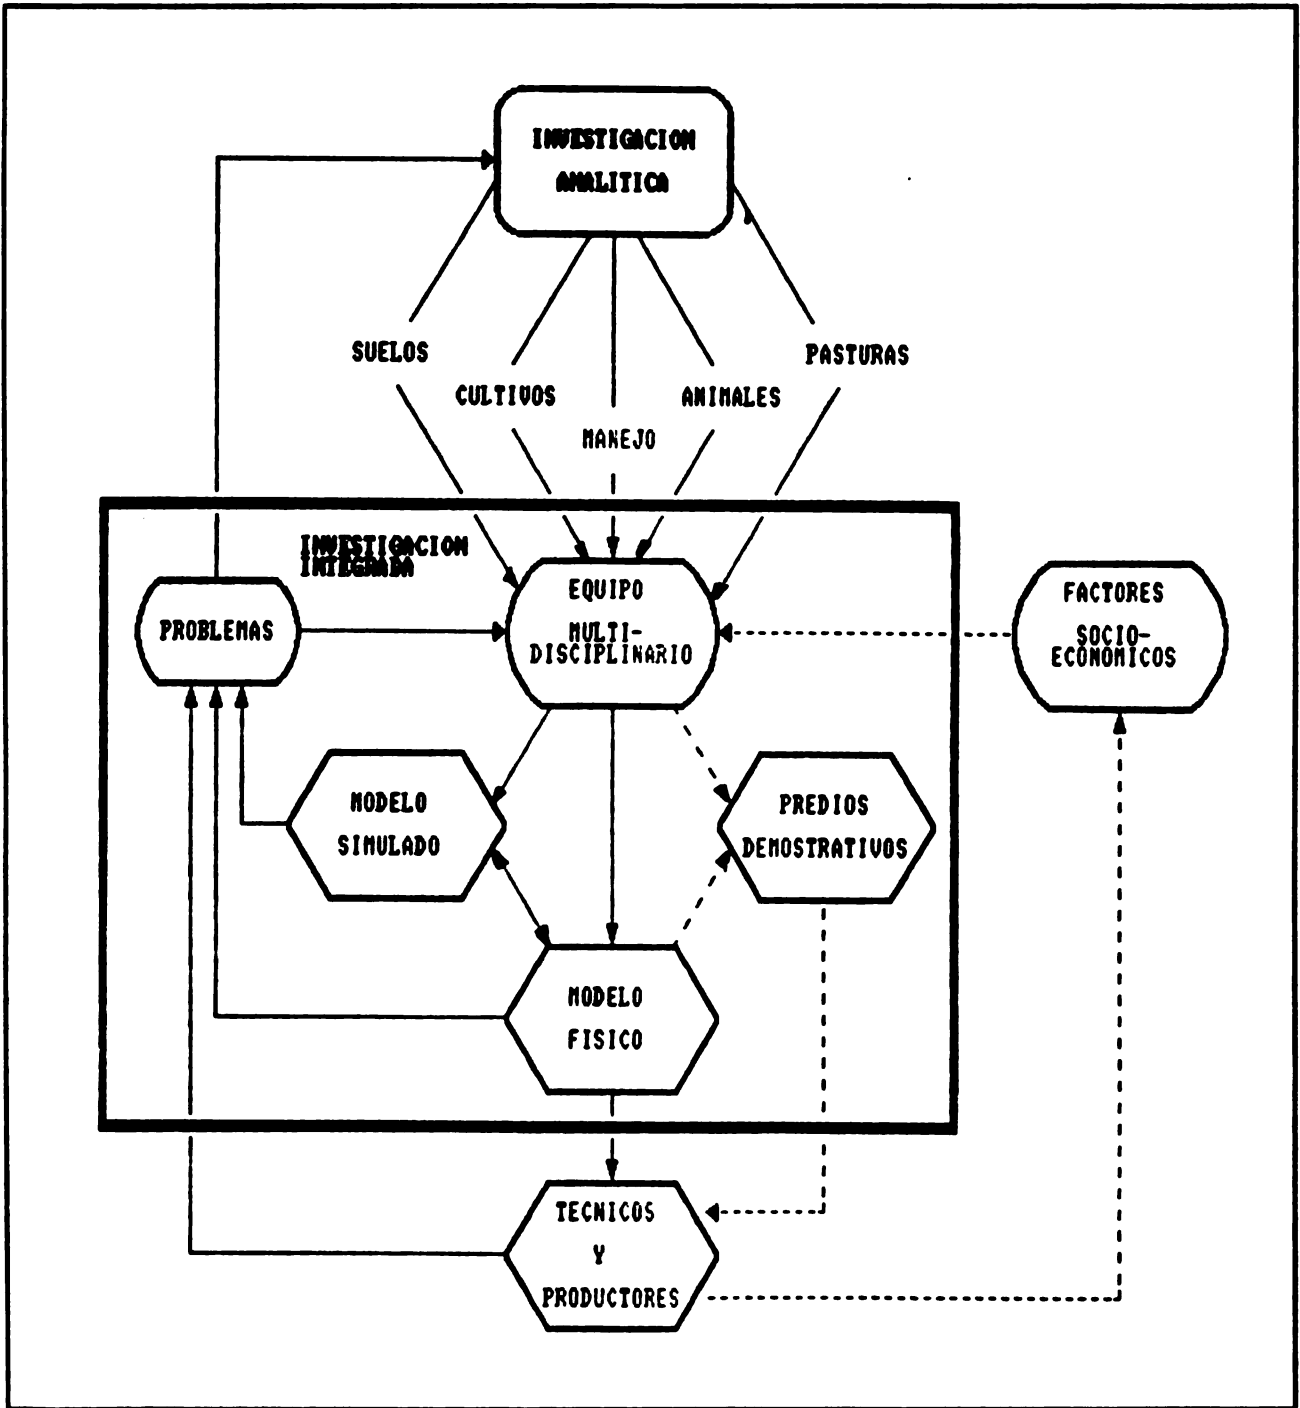 INVESTIGACION
ANALITICA
SUELOS
PASTURAS
CULTIVOS
ANIMALES
MANEJO
INVESTIGACION
INTEGRADA
PROBLEMAS
EQUIPO
MULTI-
DISCIPLINARIO
FACTORES
SOCIO-
ECONOMICOS
MODELO
SIMULADO
PREDIOS
DEMOSTRATIVOS
MODELO
FISICO
TECNICOS
Y
PRODUCTORES